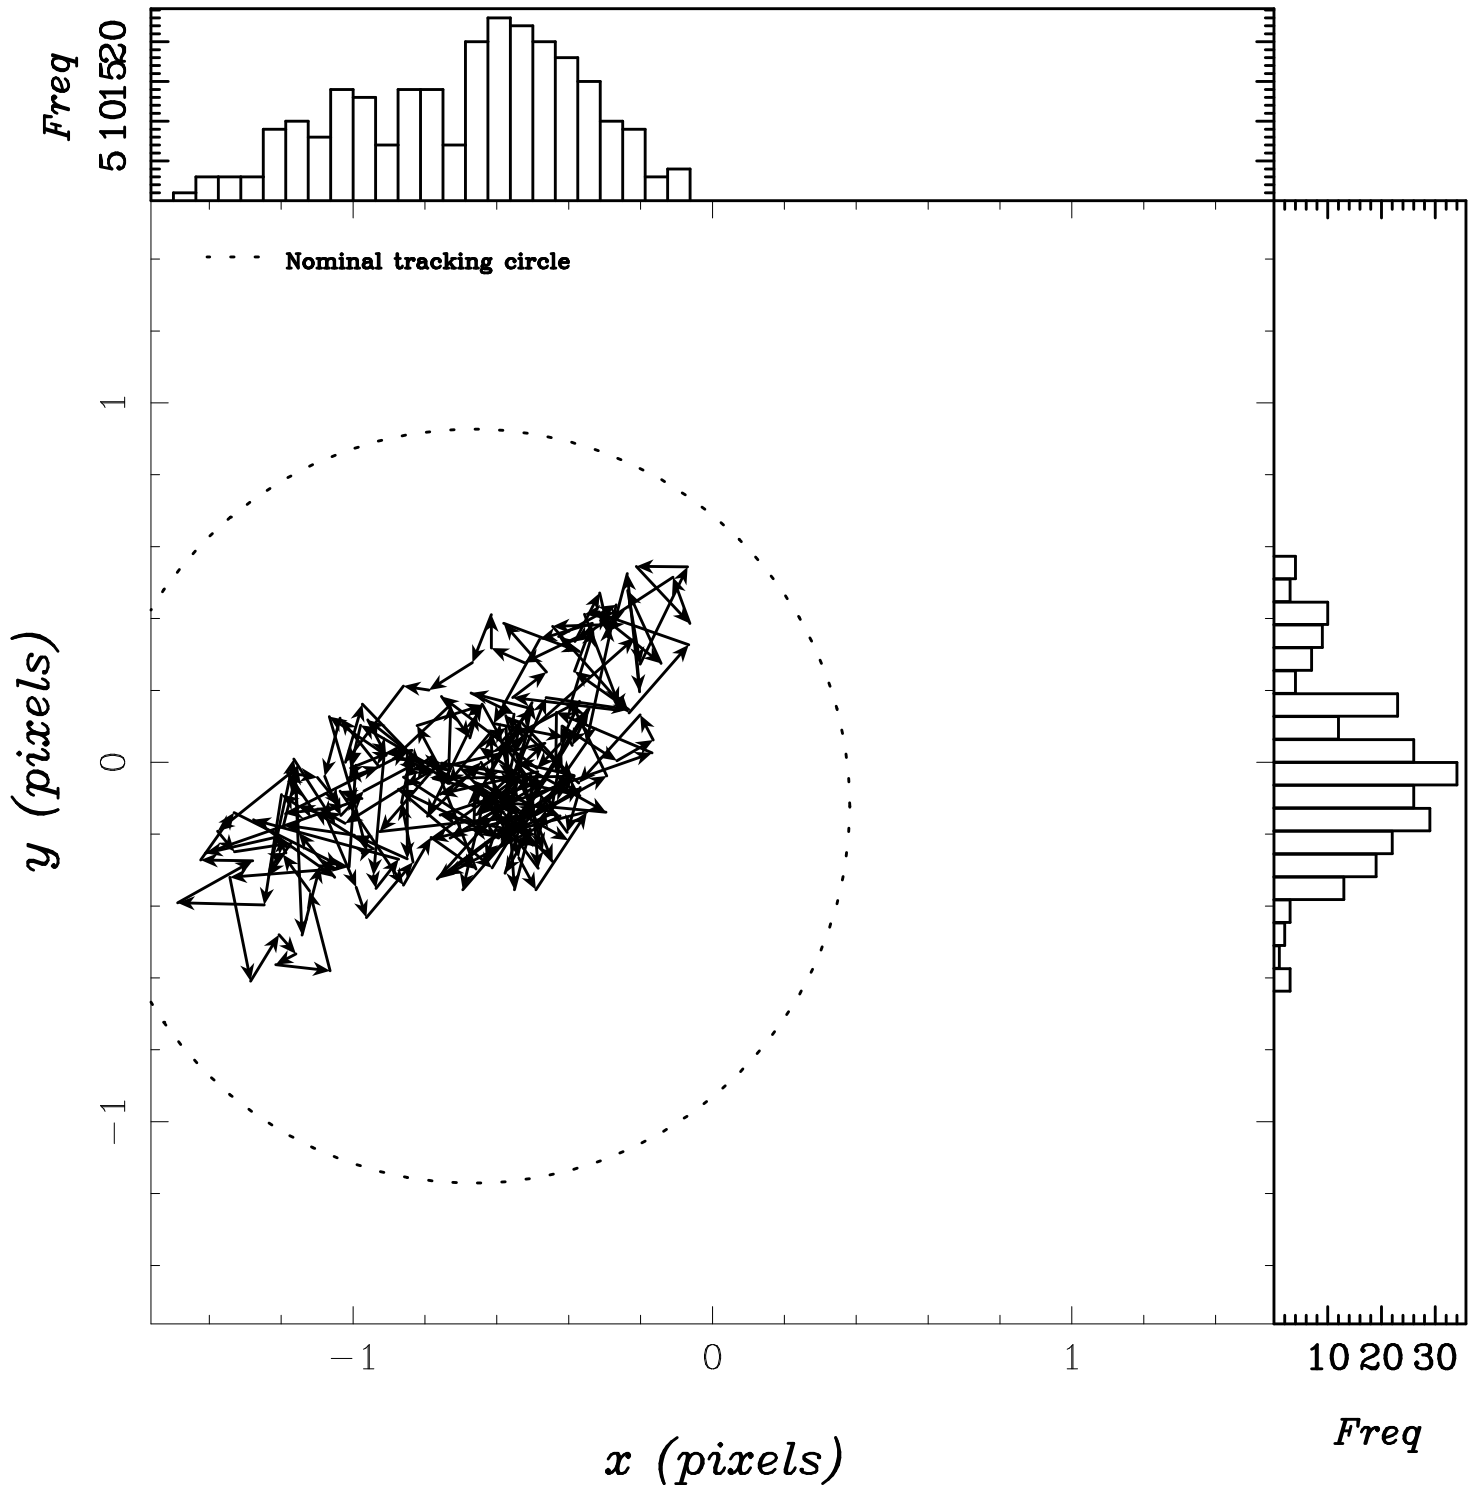 Freq
5 10 15 20
Nominal tracking circle
1
0
−1
y (pixels)
−1 0 1
10 20 30
Freq
x (pixels)